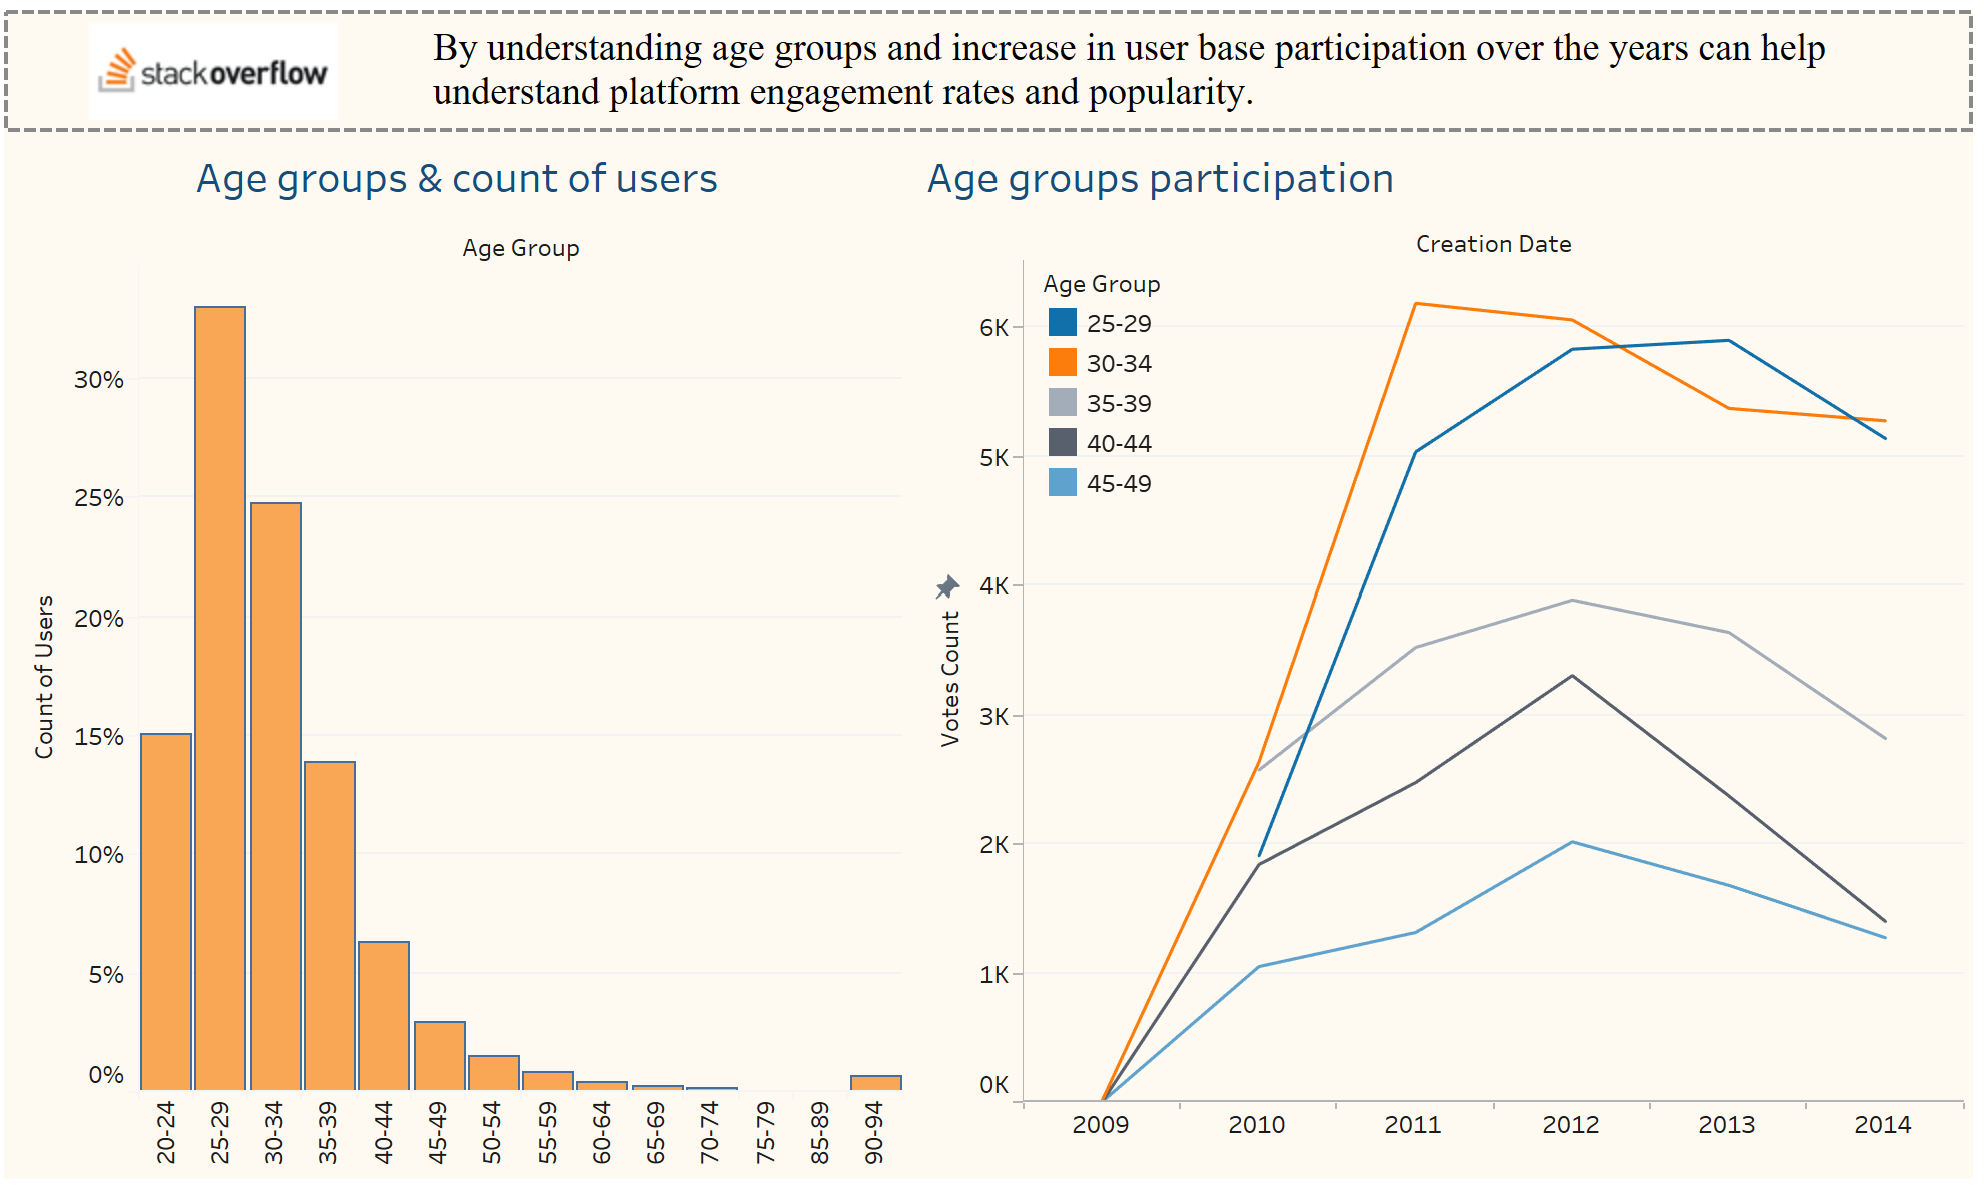 stackoverflow
By understanding age groups and increase in user base participation over the years can help
understand platform engagement rates and popularity.
Age groups & count of users
Age Group
Count of Users
30%
25%
20%
15%
10%
5%
0%
20-24
25-29
30-34
35-39
40-44
45-49
50-54
55-59
60-64
65-69
70-74
75-79
85-89
90-94
Age groups participation
Creation Date
Age Group
25-29
30-34
35-39
40-44
45-49
Votes Count
6K
5K
4K
3K
2K
1K
0K
2009
2010
2011
2012
2013
2014